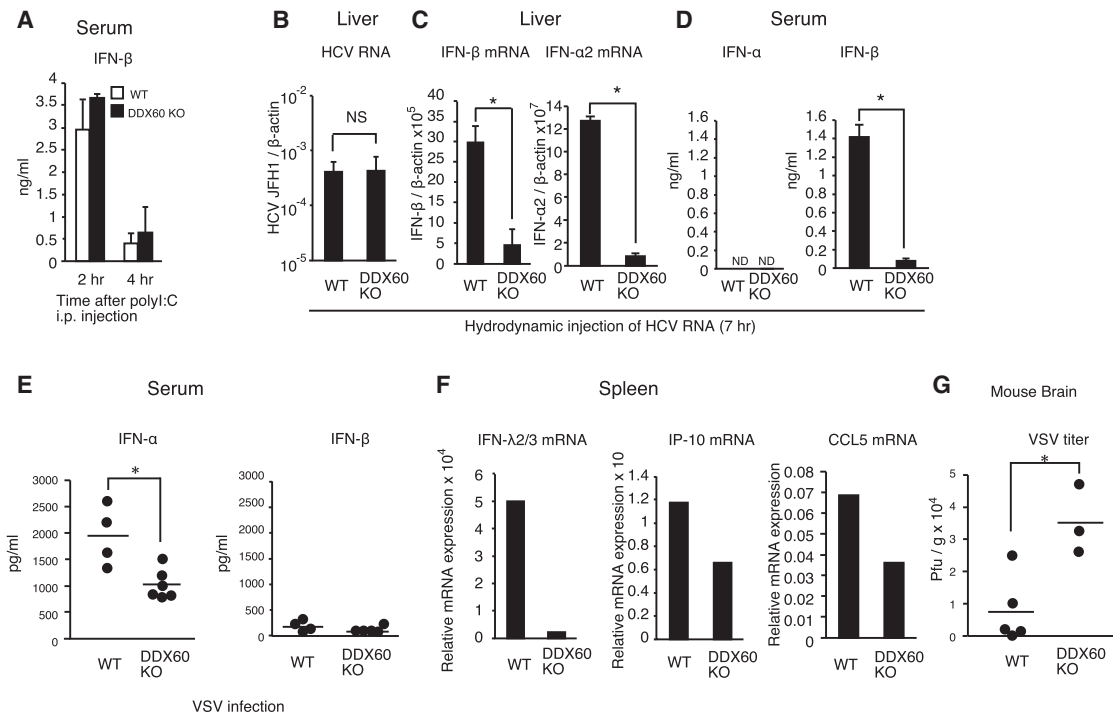 A
Serum
IFN-β
4
3.5
3
2.5
2
1.5
1
0.5
0
ng/ml
WT
DDX60 KO
2 hr 4 hr
Time after polyI:C
i.p. injection
B
Liver
HCV RNA
HCV JFH1 / β-actin
10-2
10-3
10-4
10-5
NS
WT DDX60
KO
C
Liver
IFN-β mRNA
IFN-β / β-actin x105
40
35
30
25
20
15
10
5
0
*
WT DDX60
KO
IFN-α2 mRNA
IFN-α2 / β-actin x107
14
12
10
8
6
4
2
0
*
WT DDX60
KO
D
Serum
IFN-α
ng/ml
1.6
1.4
1.2
1.0
0.8
0.6
0.4
0.2
0
ND ND
WT DDX60
KO
IFN-β
ng/ml
1.6
1.4
1.2
1.0
0.8
0.6
0.4
0.2
0
*
WT DDX60
KO
Hydrodynamic injection of HCV RNA (7 hr)
E
Serum
IFN-α
pg/ml
3000
2500
2000
1500
1000
500
0
*
WT DDX60
KO
IFN-β
pg/ml
3000
2500
2000
1500
1000
500
0
WT DDX60
KO
VSV infection
F
Spleen
IFN-λ2/3 mRNA
Relative mRNA expression x 104
6
5
4
3
2
1
0
WT DDX60
KO
IP-10 mRNA
Relative mRNA expression x 10
1.4
1.2
1
0.8
0.6
0.4
0.2
0
WT DDX60
KO
CCL5 mRNA
Relative mRNA expression
0.08
0.07
0.06
0.05
0.04
0.03
0.02
0.01
0
WT DDX60
KO
G
Mouse Brain
VSV titer
Pfu / g x 104
5
4
3
2
1
0
*
WT DDX60
KO